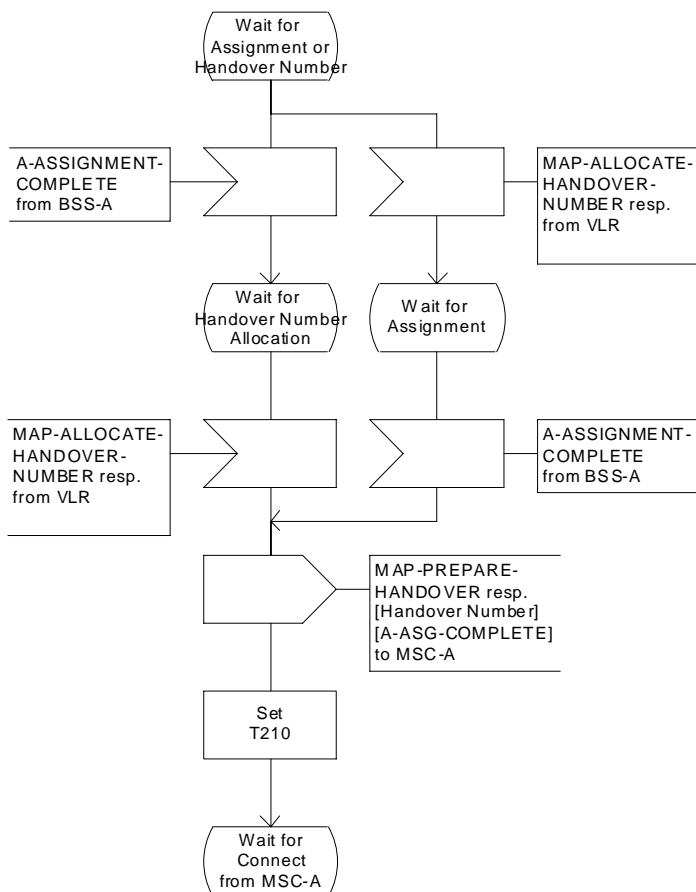 Wait for
Assignment or
Handover Number
A-ASSIGNMENT-
COMPLETE
from BSS-A
MAP-ALLOCATE-
HANDOVER-
NUMBER resp.
from VLR
Wait for
Handover Number
Allocation
Wait for
Assignment
MAP-ALLOCATE-
HANDOVER-
NUMBER resp.
from VLR
A-ASSIGNMENT-
COMPLETE
from BSS-A
MAP-PREPARE-
HANDOVER resp.
[Handover Number]
[A-ASG-COMPLETE]
to MSC-A
Set
T210
Wait for
Connect
from MSC-A